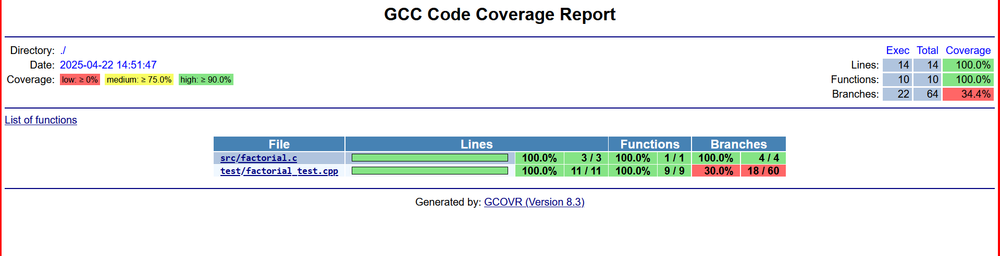 GCC Code Coverage Report
Directory: ./
Date: 2025-04-22 14:51:47
Coverage: low: ≥ 0% medium: ≥ 75.0% high: ≥ 90.0%
Exec Total Coverage
Lines: 14 14 100.0%
Functions: 10 10 100.0%
Branches: 22 64 34.4%
List of functions
File Lines Functions Branches
src/factorial.c 100.0% 3 / 3 100.0% 1 / 1 100.0% 4 / 4
test/factorial_test.cpp 100.0% 11 / 11 100.0% 9 / 9 30.0% 18 / 60
Generated by: GCOVR (Version 8.3)